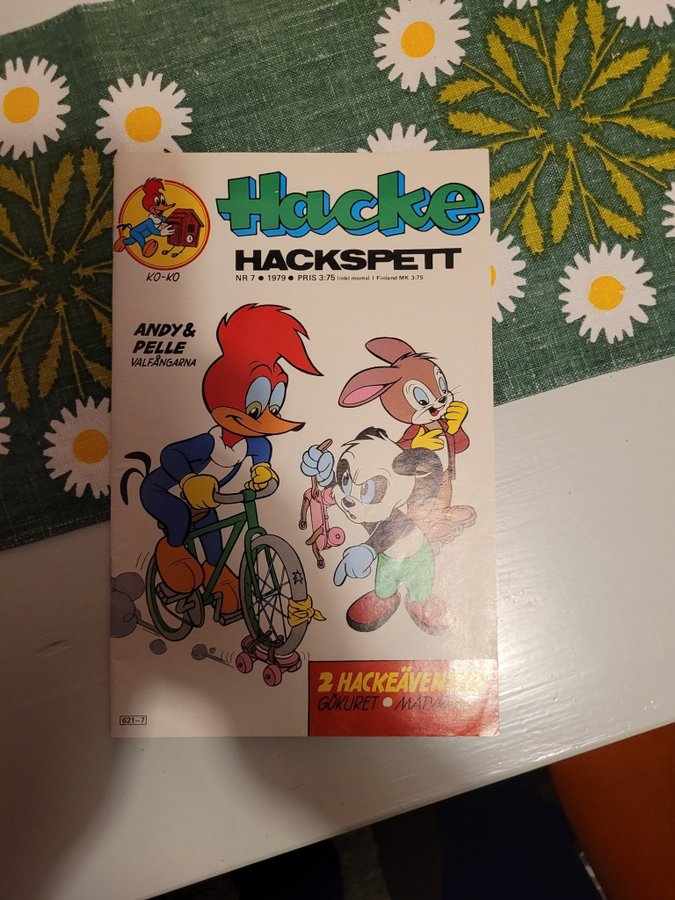 Hacke
HACKSPETT
NR 7 • 1979 • PRIS 3:75 (inkl moms) I Finland MK 3:75
KO-KO
ANDY &
PELLE
VALFÅNGARNA
2 HACKEÄVENTYR
GÖKURET •
621–7